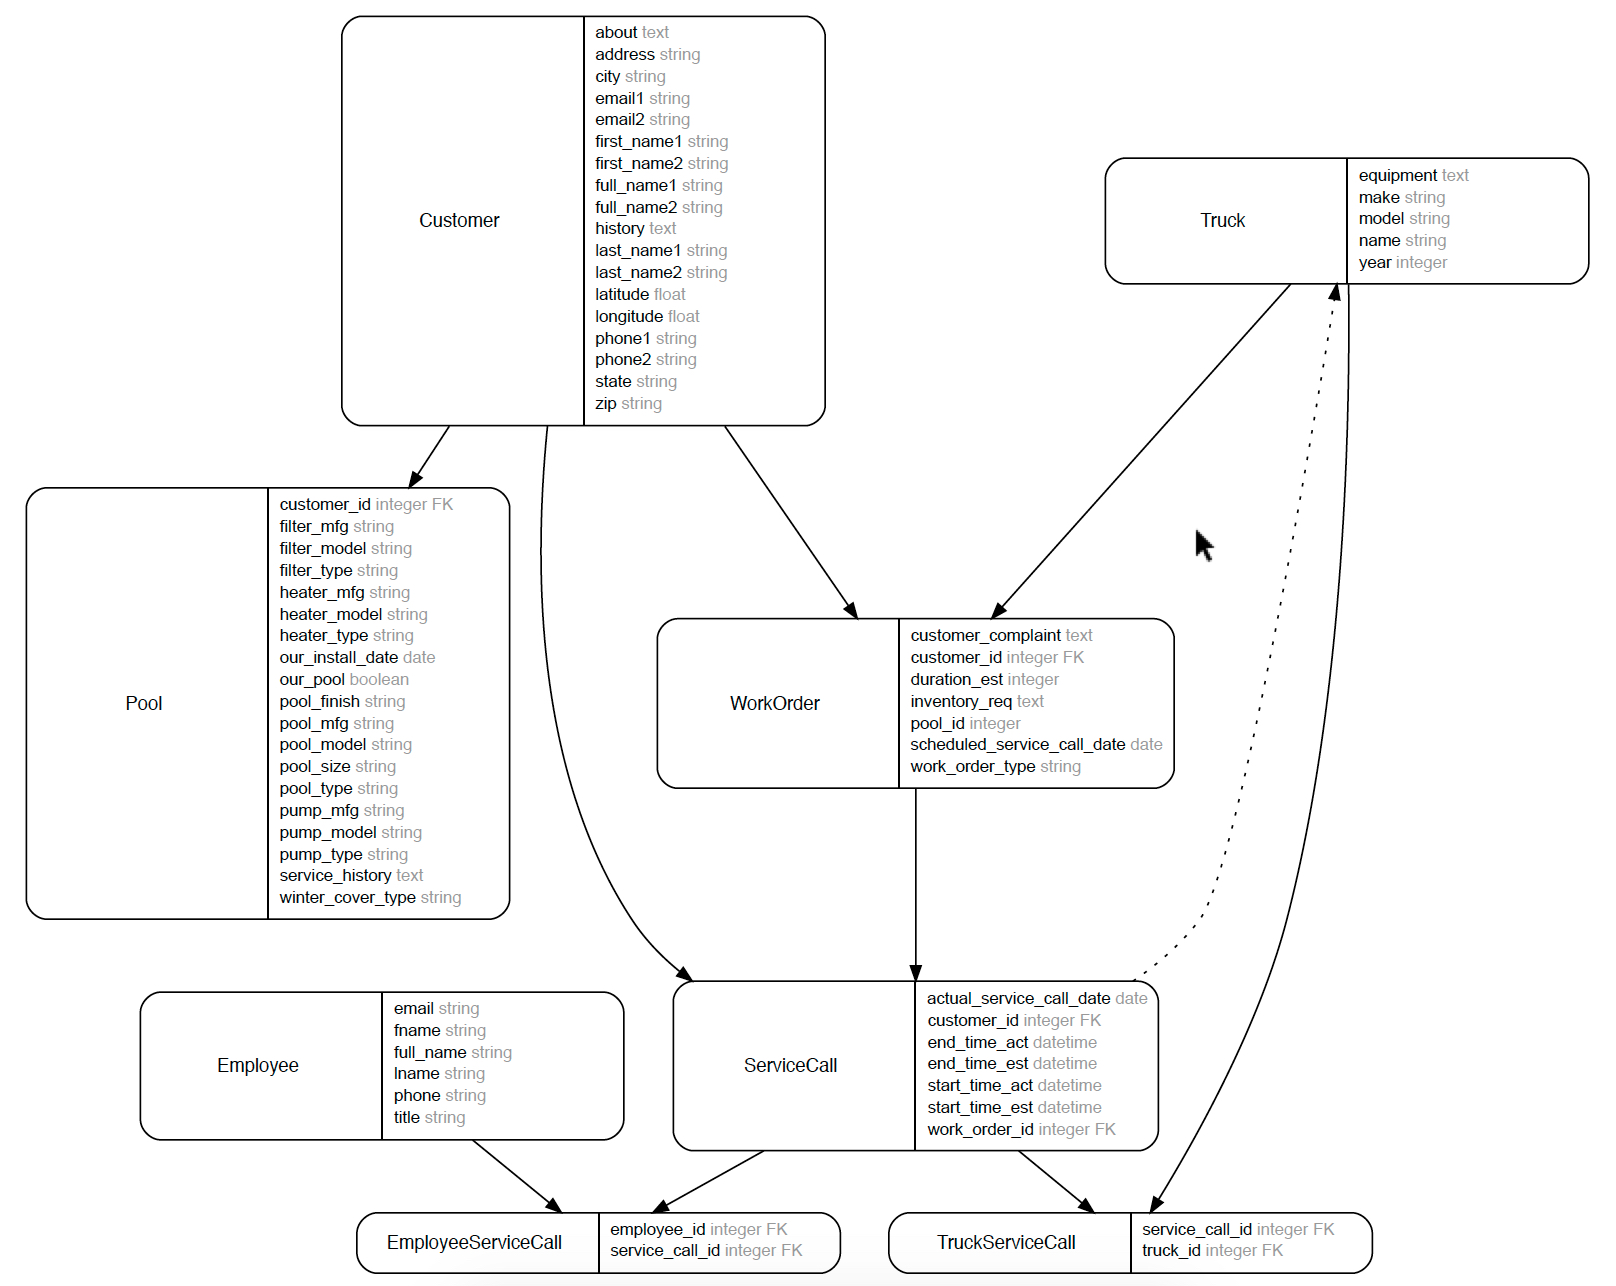 Customer
about text
address string
city string
email1 string
email2 string
first_name1 string
first_name2 string
full_name1 string
full_name2 string
history text
last_name1 string
last_name2 string
latitude float
longitude float
phone1 string
phone2 string
state string
zip string
Truck
equipment text
make string
model string
name string
year integer
Pool
customer_id integer FK
filter_mfg string
filter_model string
filter_type string
heater_mfg string
heater_model string
heater_type string
our_install_date date
our_pool boolean
pool_finish string
pool_mfg string
pool_model string
pool_size string
pool_type string
pump_mfg string
pump_model string
pump_type string
service_history text
winter_cover_type string
WorkOrder
customer_complaint text
customer_id integer FK
duration_est integer
inventory_req text
pool_id integer
scheduled_service_call_date date
work_order_type string
Employee
email string
fname string
full_name string
lname string
phone string
title string
ServiceCall
actual_service_call_date date
customer_id integer FK
end_time_act datetime
end_time_est datetime
start_time_act datetime
start_time_est datetime
work_order_id integer FK
EmployeeServiceCall
employee_id integer FK
service_call_id integer FK
TruckServiceCall
service_call_id integer FK
truck_id integer FK